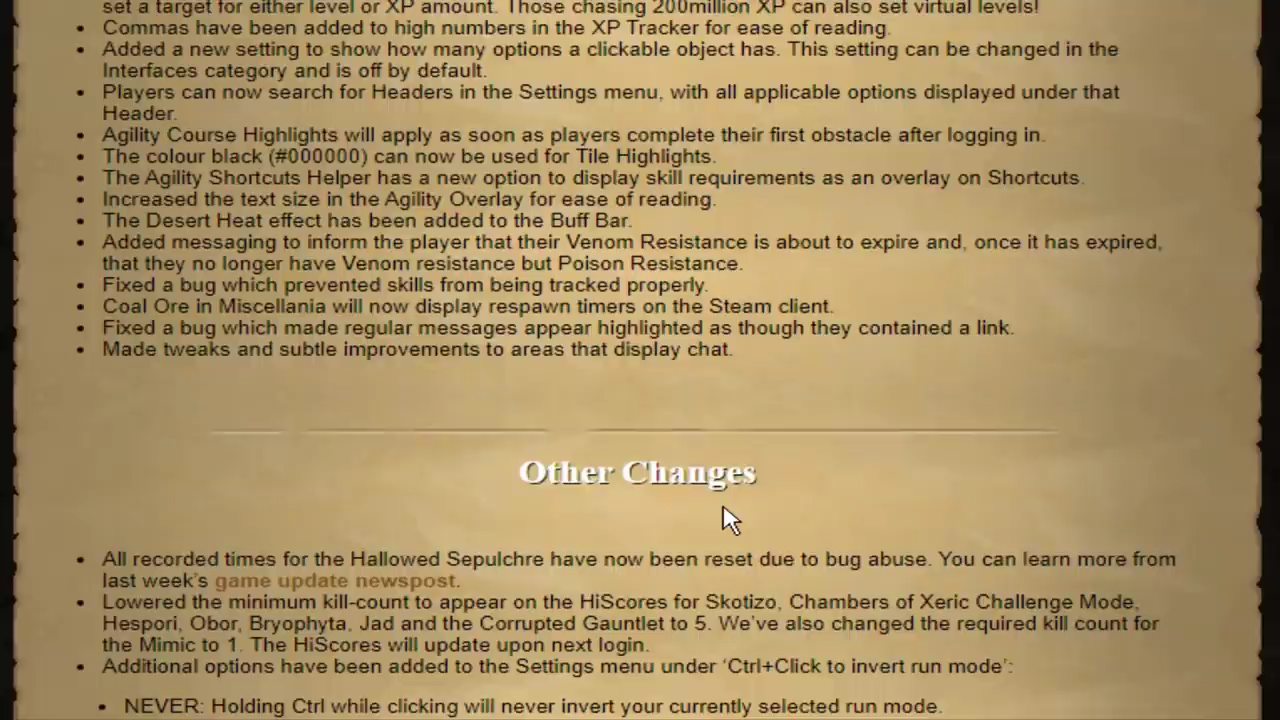 set a target for either level or XP amount. Those chasing 200million XP can also set virtual levels!
• Commas have been added to high numbers in the XP Tracker for ease of reading.
• Added a new setting to show how many options a clickable object has. This setting can be changed in the
Interfaces category and is off by default.
• Players can now search for Headers in the Settings menu, with all applicable options displayed under that
Header.
• Agility Course Highlights will apply as soon as players complete their first obstacle after logging in.
• The colour black (#000000) can now be used for Tile Highlights.
• The Agility Shortcuts Helper has a new option to display skill requirements as an overlay on Shortcuts.
• Increased the text size in the Agility Overlay for ease of reading.
• The Desert Heat effect has been added to the Buff Bar.
• Added messaging to inform the player that their Venom Resistance is about to expire and, once it has expired,
that they no longer have Venom resistance but Poison Resistance.
• Fixed a bug which prevented skills from being tracked properly.
• Coal Ore in Miscellania will now display respawn timers on the Steam client.
• Fixed a bug which made regular messages appear highlighted as though they contained a link.
• Made tweaks and subtle improvements to areas that display chat.
Other Changes
• All recorded times for the Hallowed Sepulchre have now been reset due to bug abuse. You can learn more from
last week's game update newspost.
• Lowered the minimum kill-count to appear on the HiScores for Skotizo, Chambers of Xeric Challenge Mode,
Hespori, Obor, Bryophyta, Jad and the Corrupted Gauntlet to 5. We've also changed the required kill count for
the Mimic to 1. The HiScores will update upon next login.
• Additional options have been added to the Settings menu under ‘Ctrl+Click to invert run mode’:
• NEVER: Holding Ctrl while clicking will never invert your currently selected run mode.